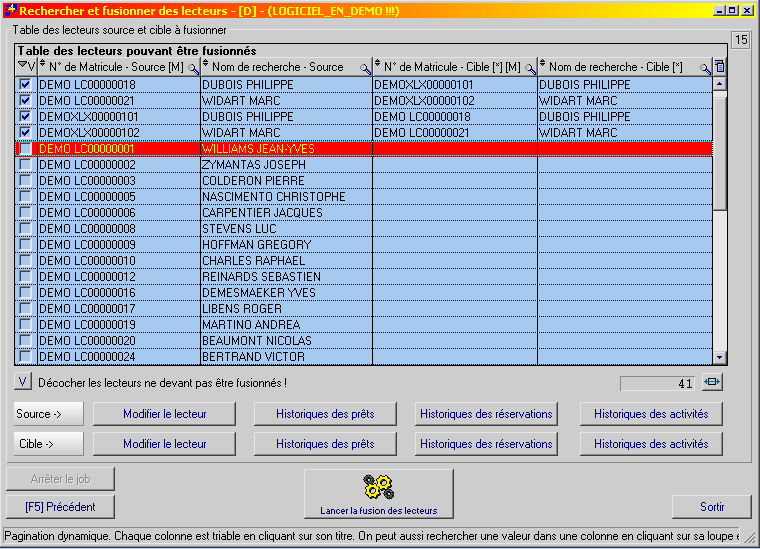 Rechercher et fusionner des lecteurs - [D] - (LOGICIEL_EN_DEMO !!!)
Table des lecteurs source et cible à fusionner
15
Table des lecteurs pouvant être fusionnés
V N° de Matricule - Source [M] Nom de recherche - Source N° de Matricule - Cible [*] [M] Nom de recherche - Cible [*]
DEMO LC00000018 DUBOIS PHILIPPE DEMOXLX00000101 DUBOIS PHILIPPE
DEMO LC00000021 WIDART MARC DEMOXLX00000102 WIDART MARC
DEMOXLX00000101 DUBOIS PHILIPPE DEMO LC00000018 DUBOIS PHILIPPE
DEMOXLX00000102 WIDART MARC DEMO LC00000021 WIDART MARC
DEMO LC00000001 WILLIAMS JEAN-YVES
DEMO LC00000002 ZYMANTAS JOSEPH
DEMO LC00000003 COLDERON PIERRE
DEMO LC00000005 NASCIMENTO CHRISTOPHE
DEMO LC00000006 CARPENTIER JACQUES
DEMO LC00000008 STEVENS LUC
DEMO LC00000009 HOFFMAN GREGORY
DEMO LC00000010 CHARLES RAPHAEL
DEMO LC00000012 REINARDS SEBASTIEN
DEMO LC00000016 DEMESMAEKER YVES
DEMO LC00000017 LIBENS ROGER
DEMO LC00000019 MARTINO ANDREA
DEMO LC00000020 BEAUMONT NICOLAS
DEMO LC00000024 BERTRAND VICTOR
V Décocher les lecteurs ne devant pas être fusionnés ! 41
Source -> Modifier le lecteur Historiques des prêts Historiques des réservations Historiques des activités
Cible -> Modifier le lecteur Historiques des prêts Historiques des réservations Historiques des activités
Arrêter le job
[F5] Précédent Lancer la fusion des lecteurs Sortir
Pagination dynamique. Chaque colonne est triable en cliquant sur son titre. On peut aussi rechercher une valeur dans une colonne en cliquant sur sa loupe